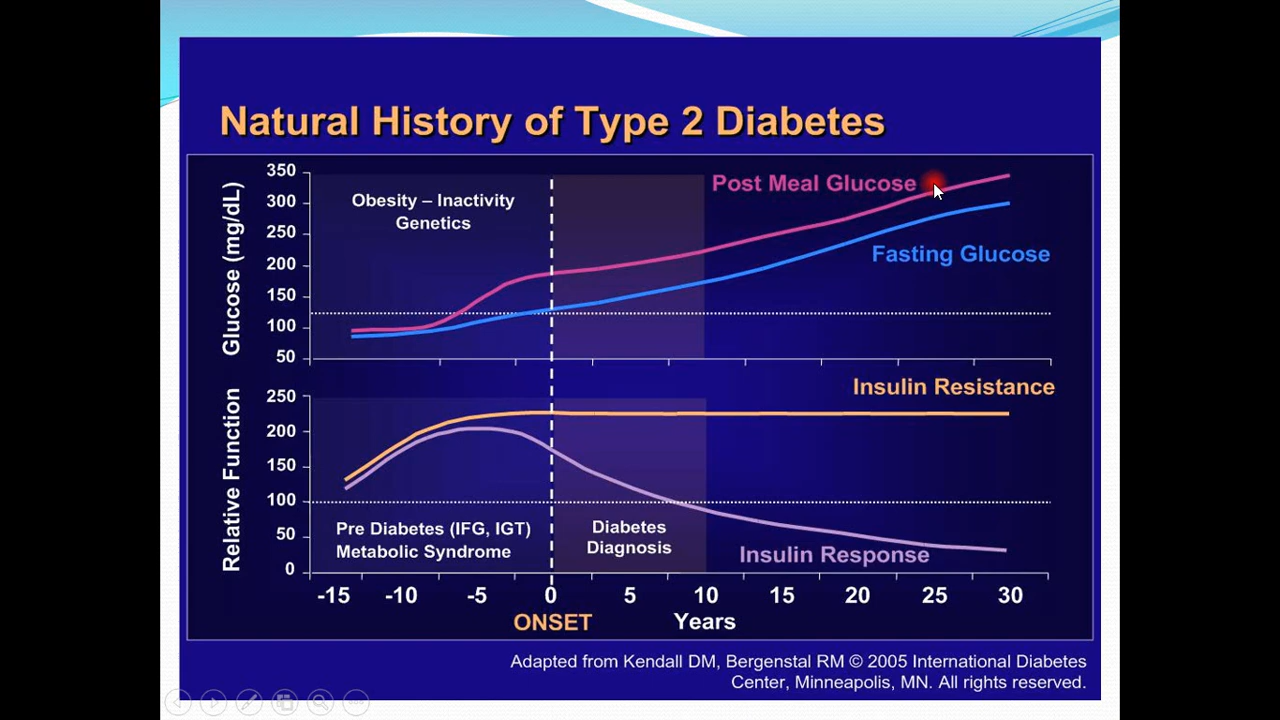 Natural History of Type 2 Diabetes
350
300
250
200
150
100
50
Glucose (mg/dL)
Obesity – Inactivity
Genetics
Post Meal Glucose
Fasting Glucose
250
200
150
100
50
0
Relative Function
Insulin Resistance
Pre Diabetes (IFG, IGT)
Metabolic Syndrome
Diabetes
Diagnosis
Insulin Response
-15 -10 -5 0 5 10 15 20 25 30
ONSET Years
Adapted from Kendall DM, Bergenstal RM © 2005 International Diabetes
Center, Minneapolis, MN. All rights reserved.